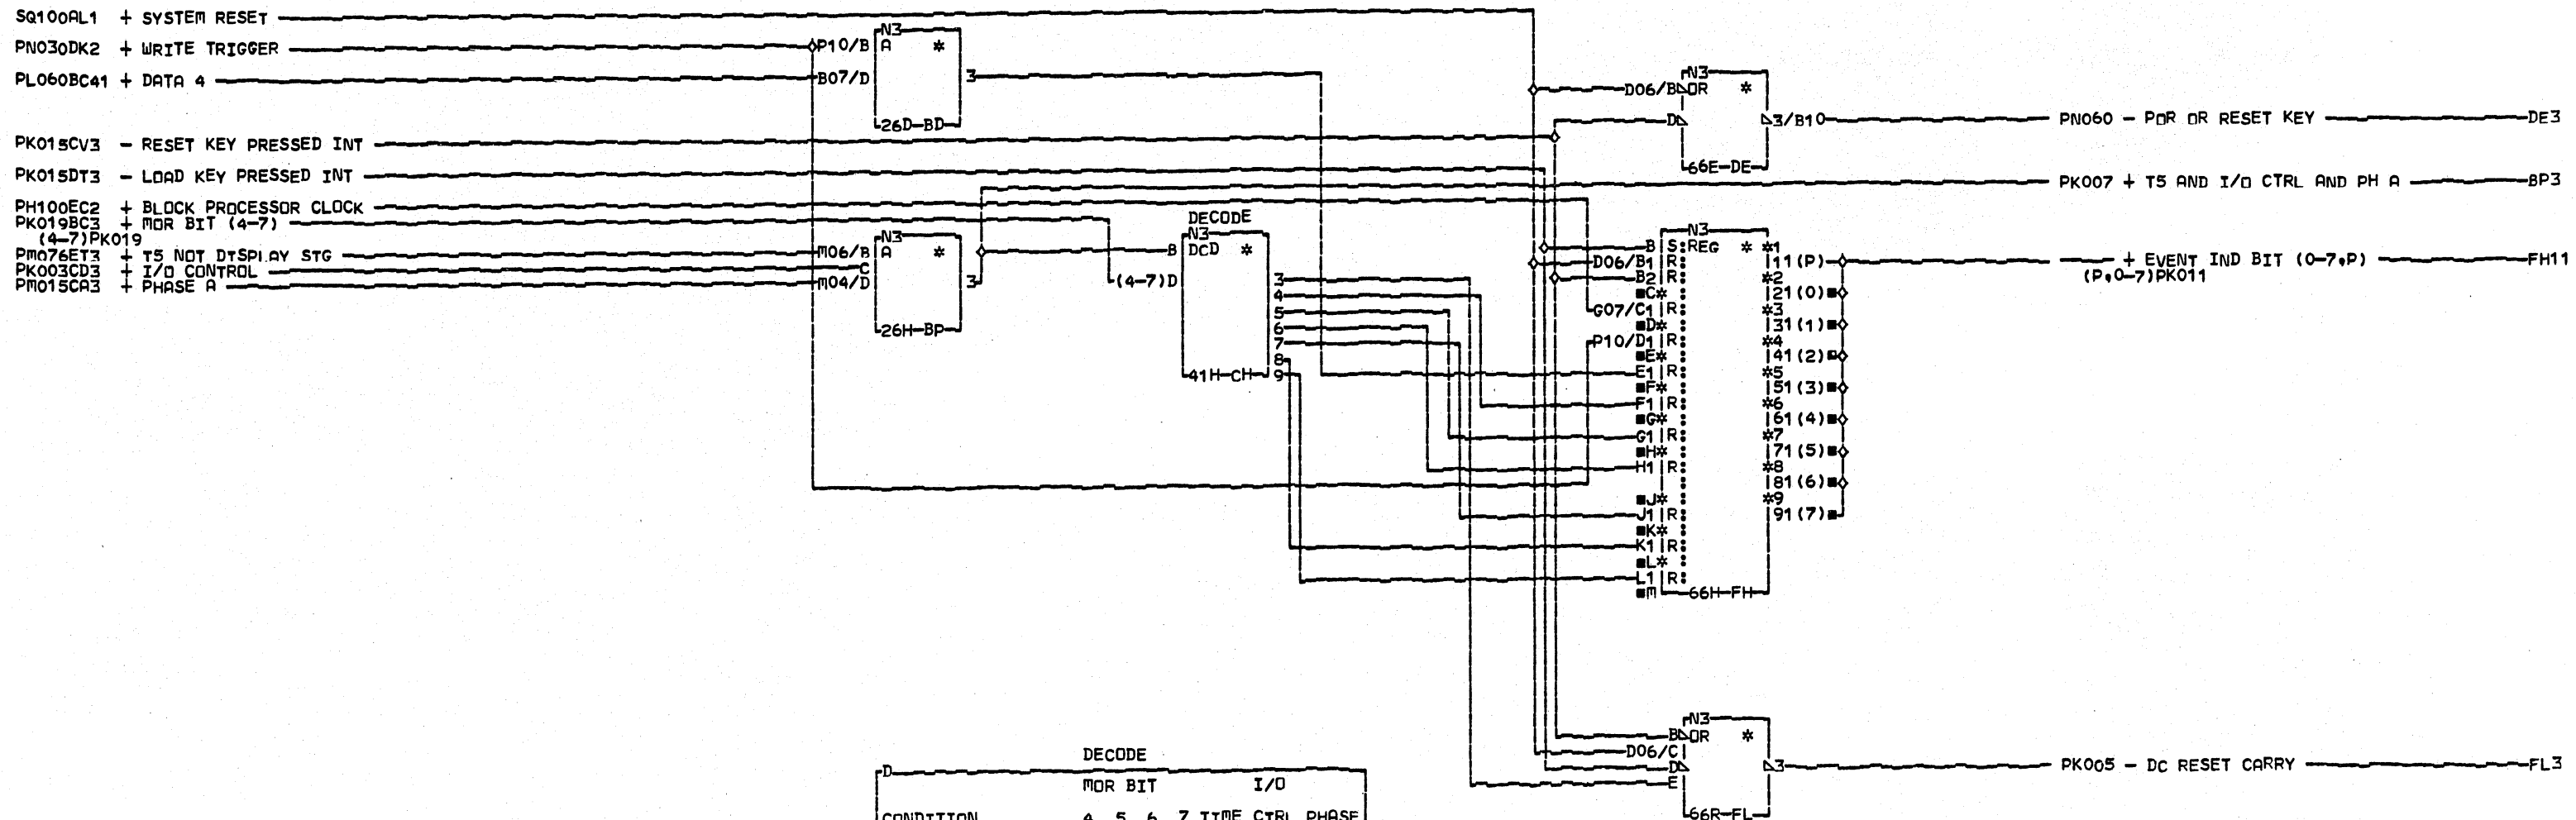 SQ100AL1 + SYSTEM RESET
PN030DK2 + WRITE TRIGGER
PL060BC41 + DATA 4
PK015CV3 - RESET KEY PRESSED INT
PK015DT3 - LOAD KEY PRESSED INT
PH100EC2 + BLOCK PROCESSOR CLOCK
PK019BC3 + MOR BIT (4-7)
(4-7)PK019
PM076ET3 + T5 NOT DISPLAY STG
PK003CD3 + I/O CONTROL
PM015CA3 + PHASE A
N3
P10/B A *
B07/D 3
26D-BD
N3
M06/B A *
C
M04/D 3
26H-BP
DECODE
N3
B DCD *
(4-7)D 3
4
5
6
7
8
41H-CH 9
N3
D06/B OR *
D 3/B10
66E-DE
PN060 - POR OR RESET KEY DE3
PK007 + T5 AND I/O CTRL AND PH A BP3
N3
B S REG * *1
D06/B1 R 11(P)
B2 R *2
C* 21(0)
G07/C1 R *3
D* 31(1)
P10/D1 R *4
E* 41(2)
E1 R *5
F* 51(3)
F1 R *6
G* 61(4)
G1 R *7
H* 71(5)
H1 R *8
81(6)
J* *9
J1 R 91(7)
K*
K1 R
L*
L1 R
M 66H-FH
+ EVENT IND BIT (0-7,P) FH11
(P,0-7)PK011
N3
B OR *
D06/C
D 3
E
66R-FL
PK005 - DC RESET CARRY FL3
DECODE
D
MOR BIT I/O
CONDITION 4 5 6 7 TIME CTRL PHASE